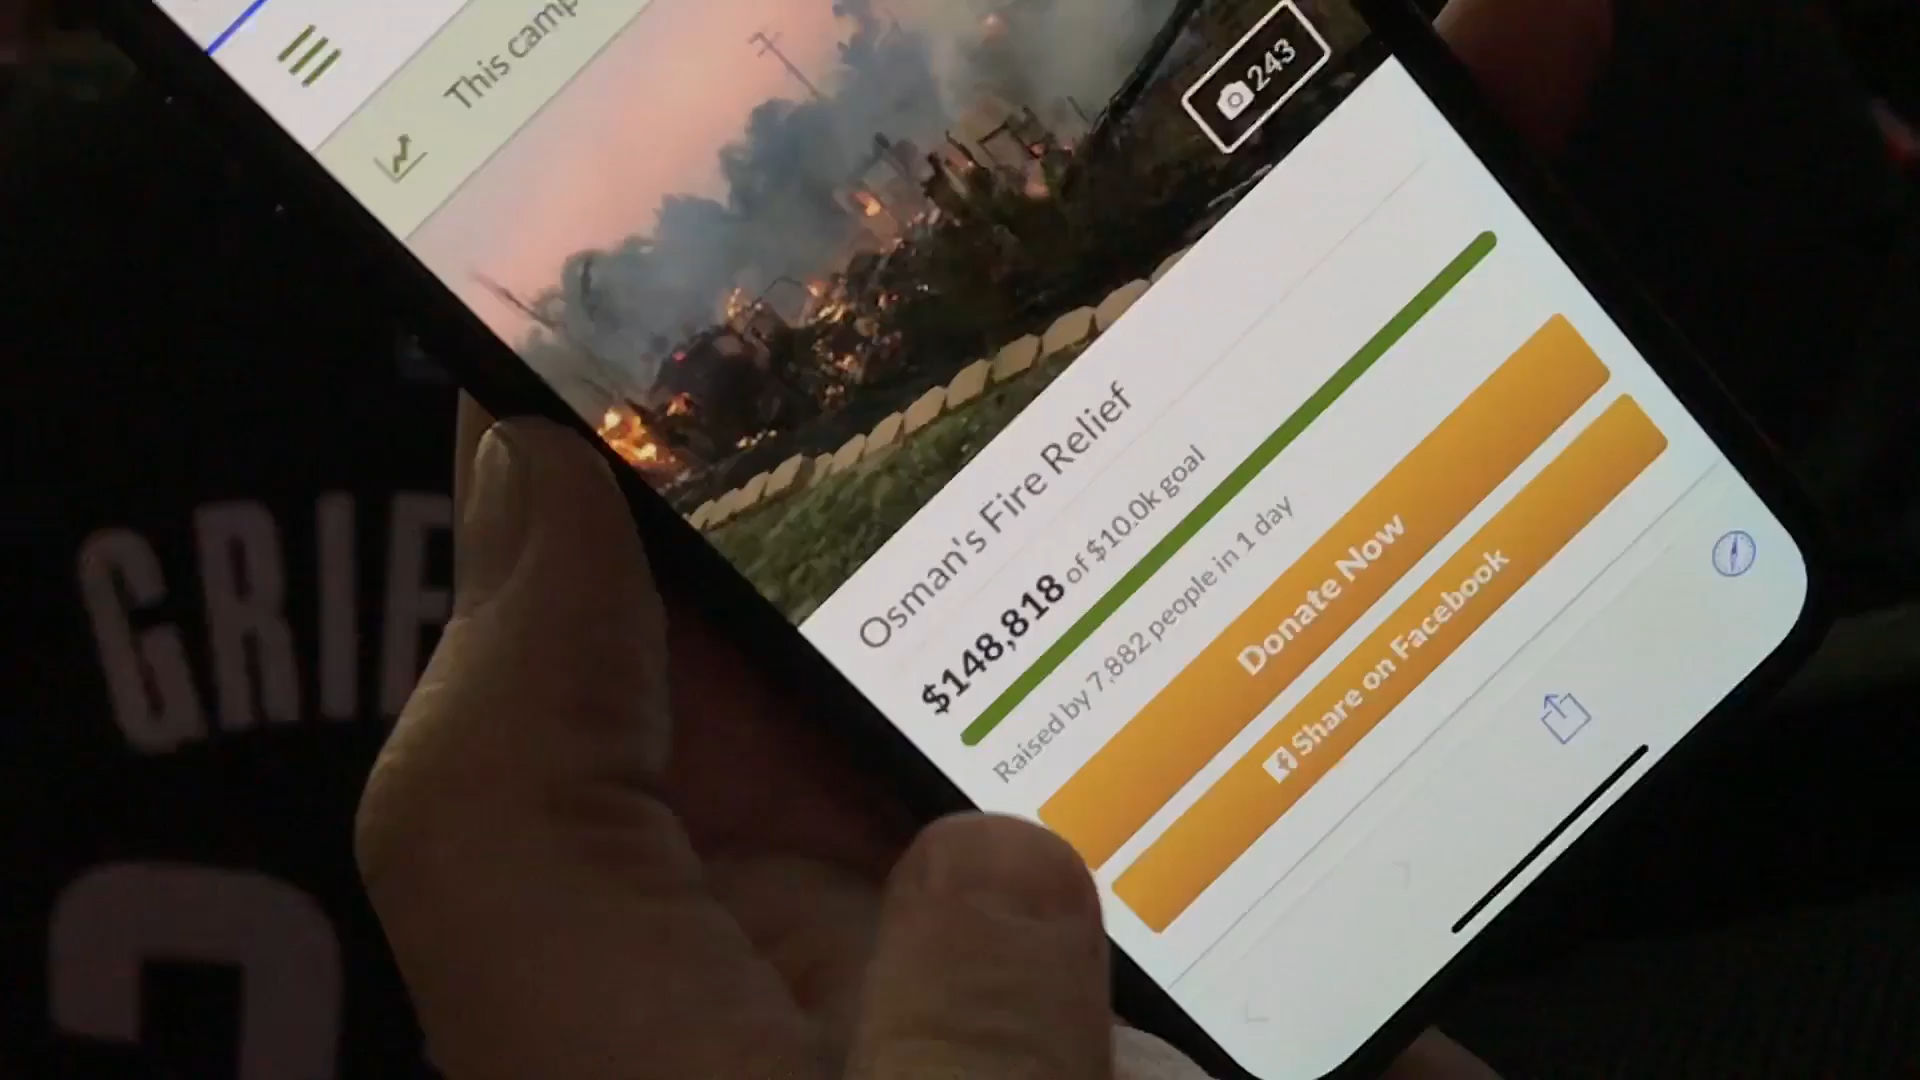 This camp
243
Osman's Fire Relief
$148,818 of $10.0k goal
Raised by 7,882 people in 1 day
Donate Now
Share on Facebook
GRIF